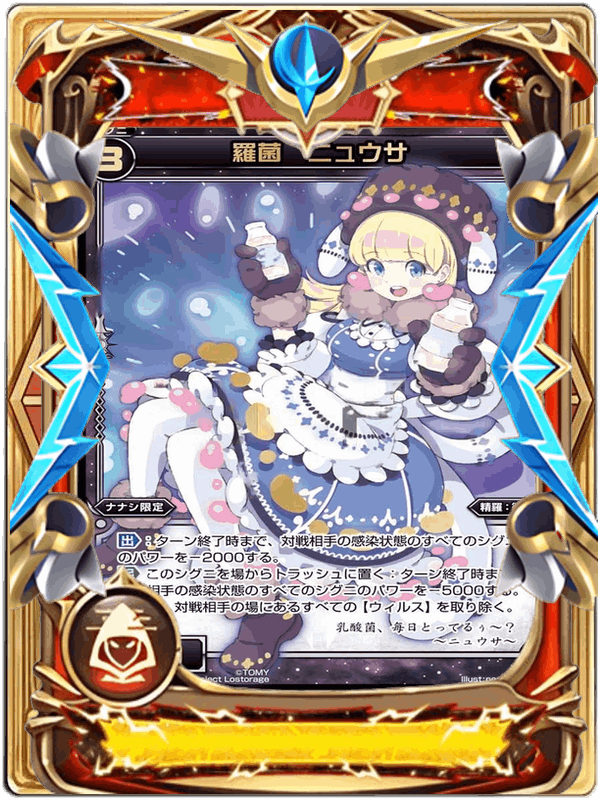 3
羅菌 ニュウサ
ナナシ限定
精羅:
出:ターン終了時まで、対戦相手の感染状態のすべてのシグニ
のパワーを－2000する。
このシグニを場からトラッシュに置く:ターン終了時ま
相手の感染状態のすべてのシグニのパワーを－5000する。
対戦相手の場にあるすべての【ウィルス】を取り除く。
乳酸菌、毎日とってるぅ～?
～ニュウサ～
©TOMY
lect Lostorage
Illust: